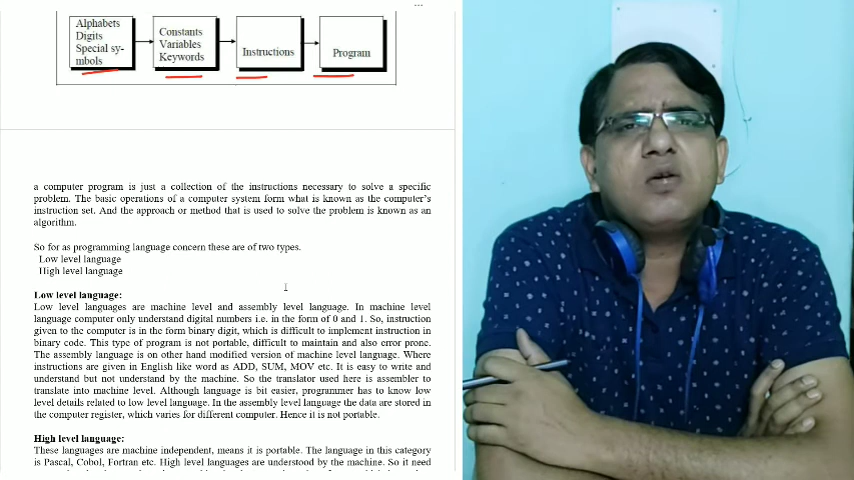 Alphabets
Digits
Special sy-
mbols
Constants
Variables
Keywords
Instructions
Program
a computer program is just a collection of the instructions necessary to solve a specific
problem. The basic operations of a computer system form what is known as the computer's
instruction set. And the approach or method that is used to solve the problem is known as an
algorithm.
So for as programming language concern these are of two types.
Low level language
High level language
Low level language:
Low level languages are machine level and assembly level language. In machine level
language computer only understand digital numbers i.e. in the form of 0 and 1. So, instruction
given to the computer is in the form binary digit, which is difficult to implement instruction in
binary code. This type of program is not portable, difficult to maintain and also error prone.
The assembly language is on other hand modified version of machine level language. Where
instructions are given in English like word as ADD, SUM, MOV etc. It is easy to write and
understand but not understand by the machine. So the translator used here is assembler to
translate into machine level. Although language is bit easier, programmer has to know low
level details related to low level language. In the assembly level language the data are stored in
the computer register, which varies for different computer. Hence it is not portable.
High level language:
These languages are machine independent, means it is portable. The language in this category
is Pascal, Cobol, Fortran etc. High level languages are understood by the machine. So it need